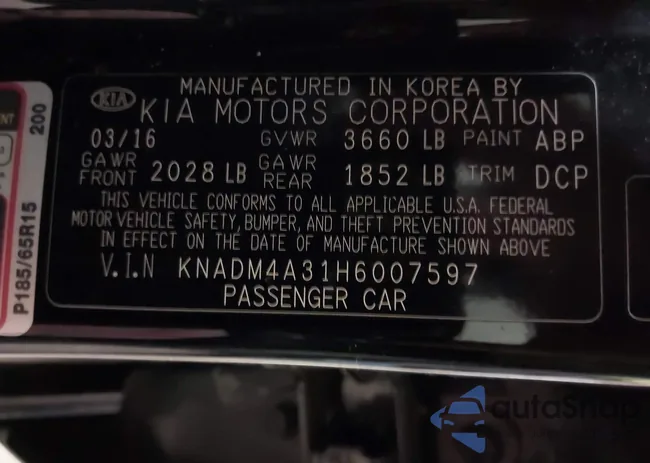 MANUFACTURED IN KOREA BY
KIA
KIA MOTORS CORPORATION
03/16 GVWR 3660 LB PAINT ABP
GAWR FRONT 2028 LB GAWR REAR 1852 LB TRIM DCP
THIS VEHICLE CONFORMS TO ALL APPLICABLE U.S.A. FEDERAL
MOTOR VEHICLE SAFETY, BUMPER, AND THEFT PREVENTION STANDARDS
IN EFFECT ON THE DATE OF MANUFACTURE SHOWN ABOVE
V.I.N KNADM4A31H6007597
PASSENGER CAR
P185/65R15
200
autoSnap